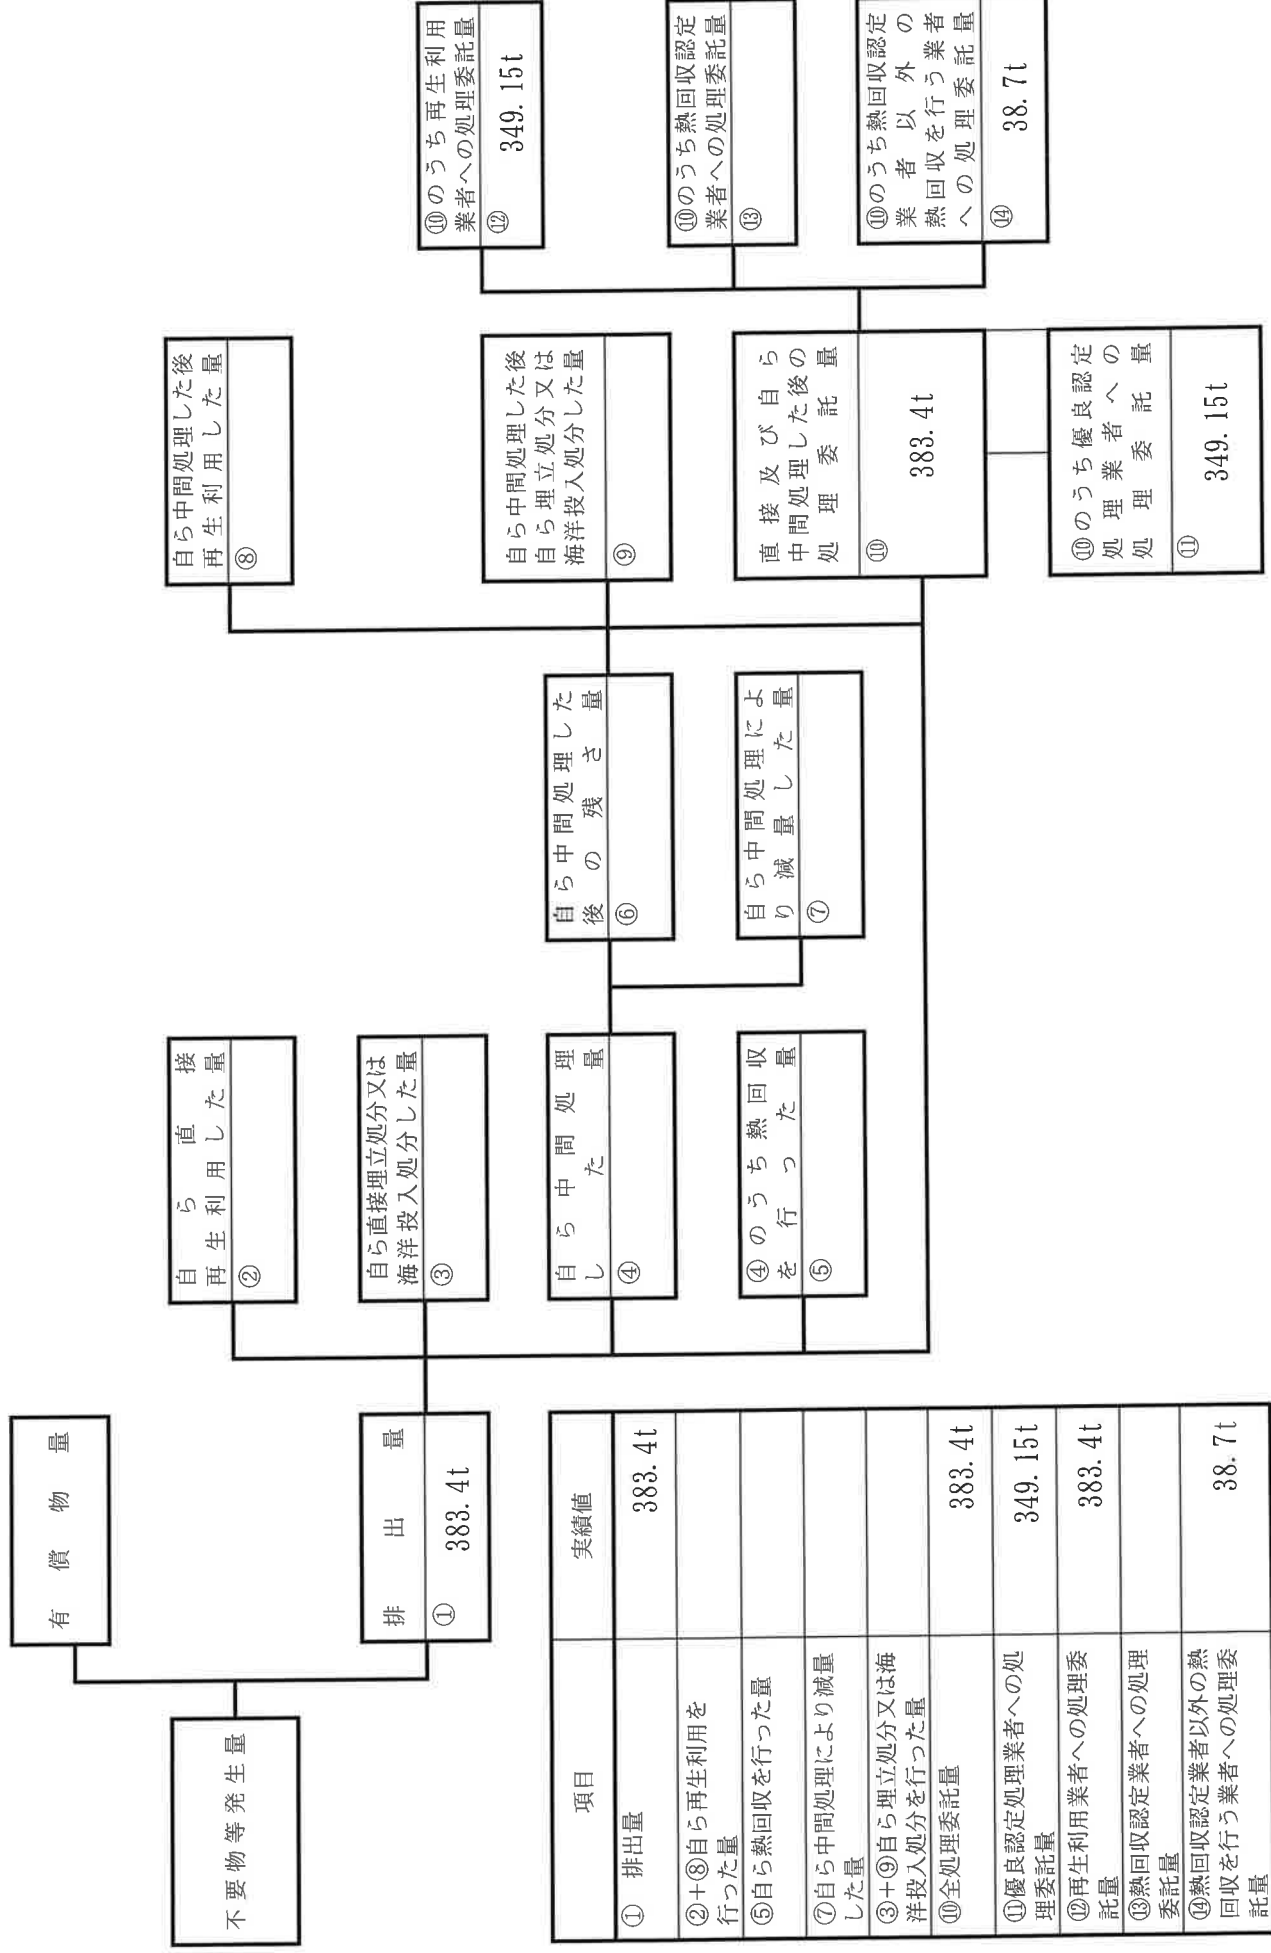 不要物等発生量
有償物量
排出量
① 383.4t
自ら直接
再生利用した量
②
自ら直接埋立処分又は
海洋投入処分した量
③
自ら中間処理
した量
④
④のうち熱回収
を行った量
⑤
自ら中間処理した
後の残さ量
⑥
自ら中間処理によ
り減量した量
⑦
自ら中間処理した後
再生利用した量
⑧
自ら中間処理した後
自ら埋立処分又は
海洋投入処分した量
⑨
直接及び自ら
中間処理した後の
処理委託量
⑩
383.4t
⑩のうち優良認定
処理業者への
処理委託量
⑪
349.15t
⑩のうち再生利用
業者への処理委託量
⑫
349.15t
⑩のうち熱回収認定
業者への処理委託量
⑬
⑩のうち熱回収認定
業者以外の
熱回収を行う業者
への処理委託量
⑭
38.7t
項目 実績値
① 排出量 383.4t
②+⑧自ら再生利用を
行った量
⑤自ら熱回収を行った量
⑦自ら中間処理により減量
した量
③+⑨自ら埋立処分又は海
洋投入処分を行った量
⑩全処理委託量 383.4t
⑪優良認定処理業者への処
理委託量 349.15t
⑫再生利用業者への処理委
託量 383.4t
⑬熱回収認定業者への処理
委託量
⑭熱回収認定業者以外の熱
回収を行う業者への処理委
託量 38.7t